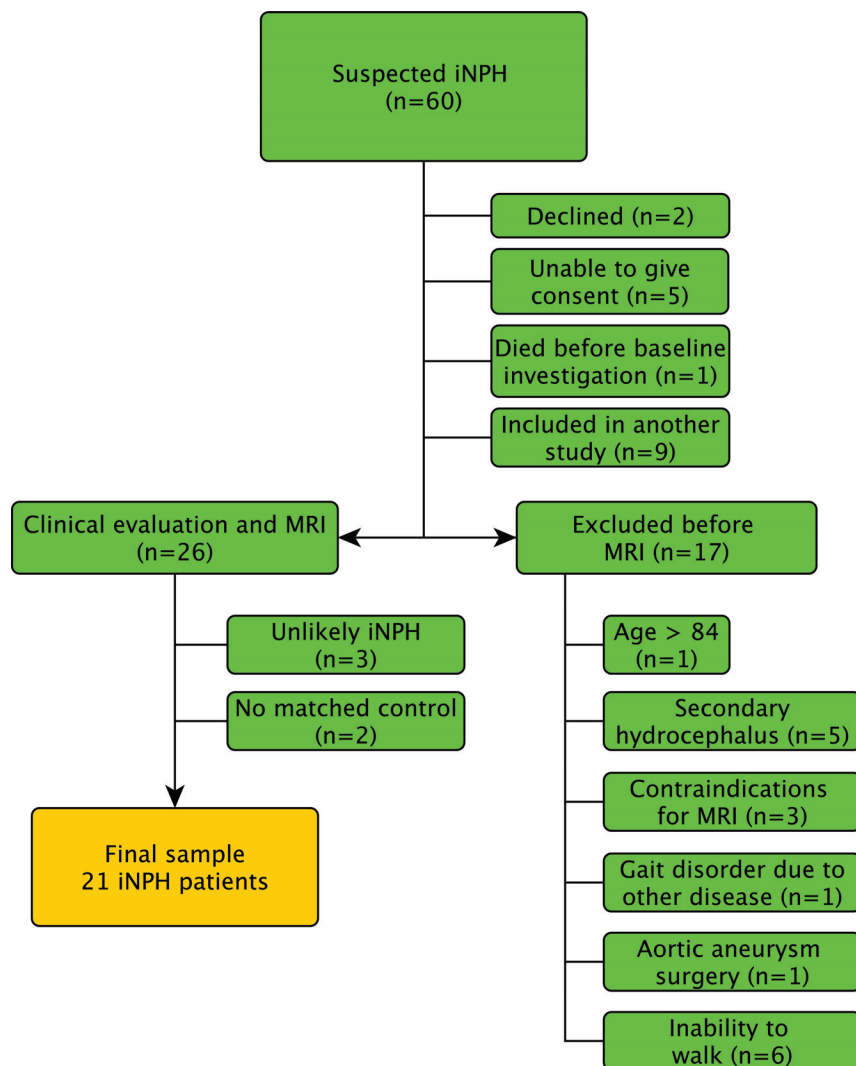 Suspected iNPH
(n=60)
Declined (n=2)
Unable to give
consent (n=5)
Died before baseline
investigation (n=1)
Included in another
study (n=9)
Clinical evaluation and MRI
(n=26)
Excluded before
MRI (n=17)
Unlikely iNPH
(n=3)
No matched control
(n=2)
Final sample
21 iNPH patients
Age > 84
(n=1)
Secondary
hydrocephalus (n=5)
Contraindications
for MRI (n=3)
Gait disorder due to
other disease (n=1)
Aortic aneurysm
surgery (n=1)
Inability to
walk (n=6)